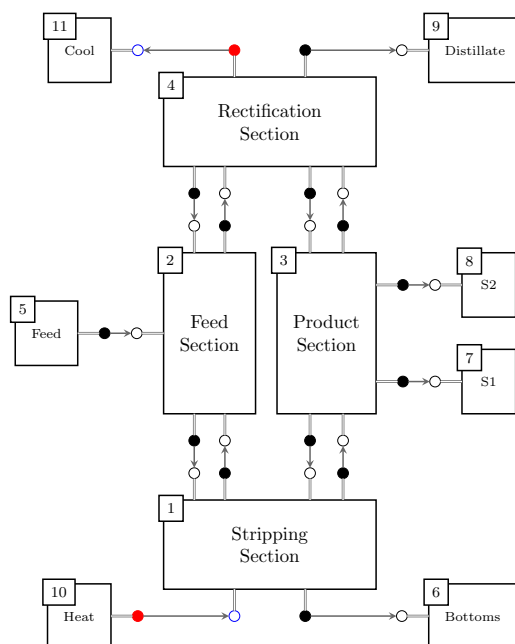 11
Cool
9
Distillate
4
Rectification
Section
2
Feed
Section
3
Product
Section
8
S2
5
Feed
7
S1
1
Stripping
Section
10
Heat
6
Bottoms